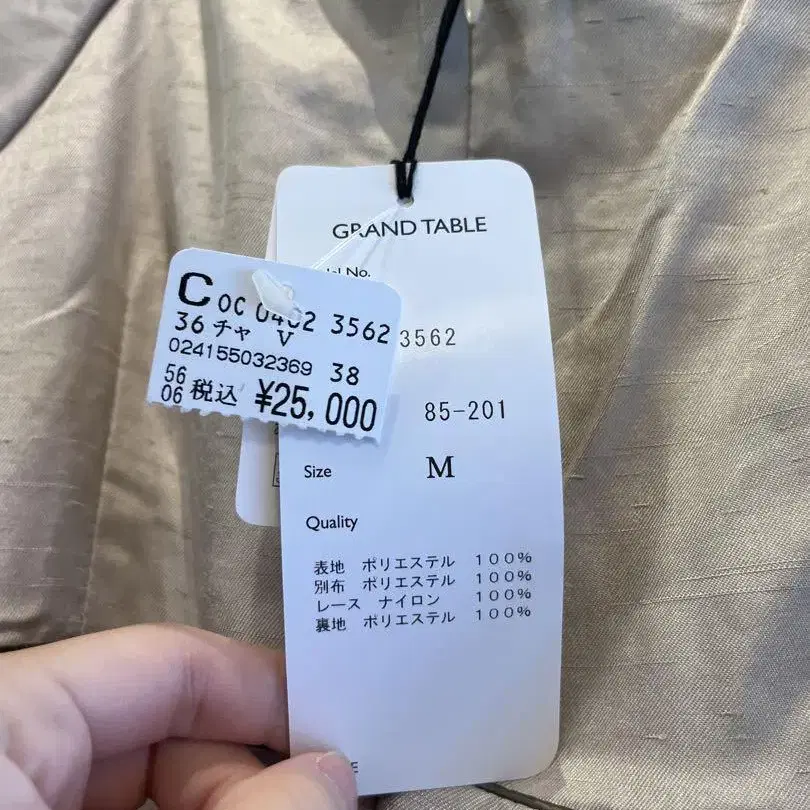 GRAND TABLE
No.
C OC 0402 3562
36 チャ V
024155032369 38
56
06 税込 ¥25,000
3562
85-201
Size M
Quality
表地 ポリエステル 100%
別布 ポリエステル 100%
レース ナイロン 100%
裏地 ポリエステル 100%